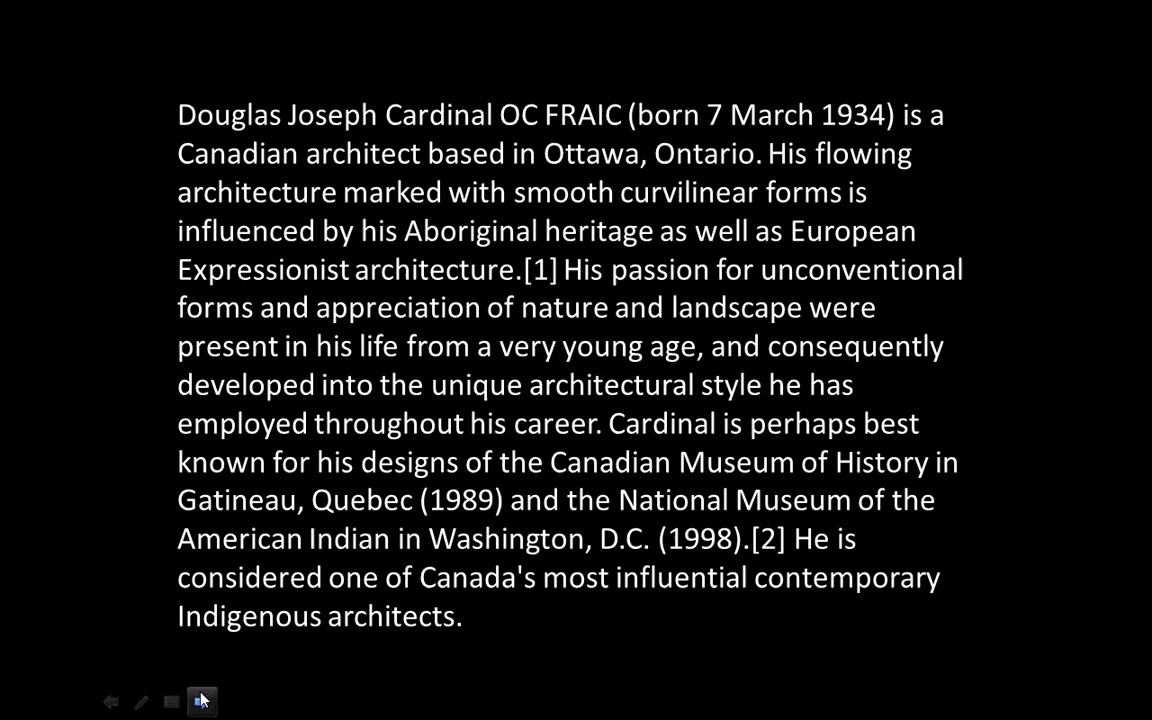 Douglas Joseph Cardinal OC FRAIC (born 7 March 1934) is a
Canadian architect based in Ottawa, Ontario. His flowing
architecture marked with smooth curvilinear forms is
influenced by his Aboriginal heritage as well as European
Expressionist architecture.[1] His passion for unconventional
forms and appreciation of nature and landscape were
present in his life from a very young age, and consequently
developed into the unique architectural style he has
employed throughout his career. Cardinal is perhaps best
known for his designs of the Canadian Museum of History in
Gatineau, Quebec (1989) and the National Museum of the
American Indian in Washington, D.C. (1998).[2] He is
considered one of Canada's most influential contemporary
Indigenous architects.